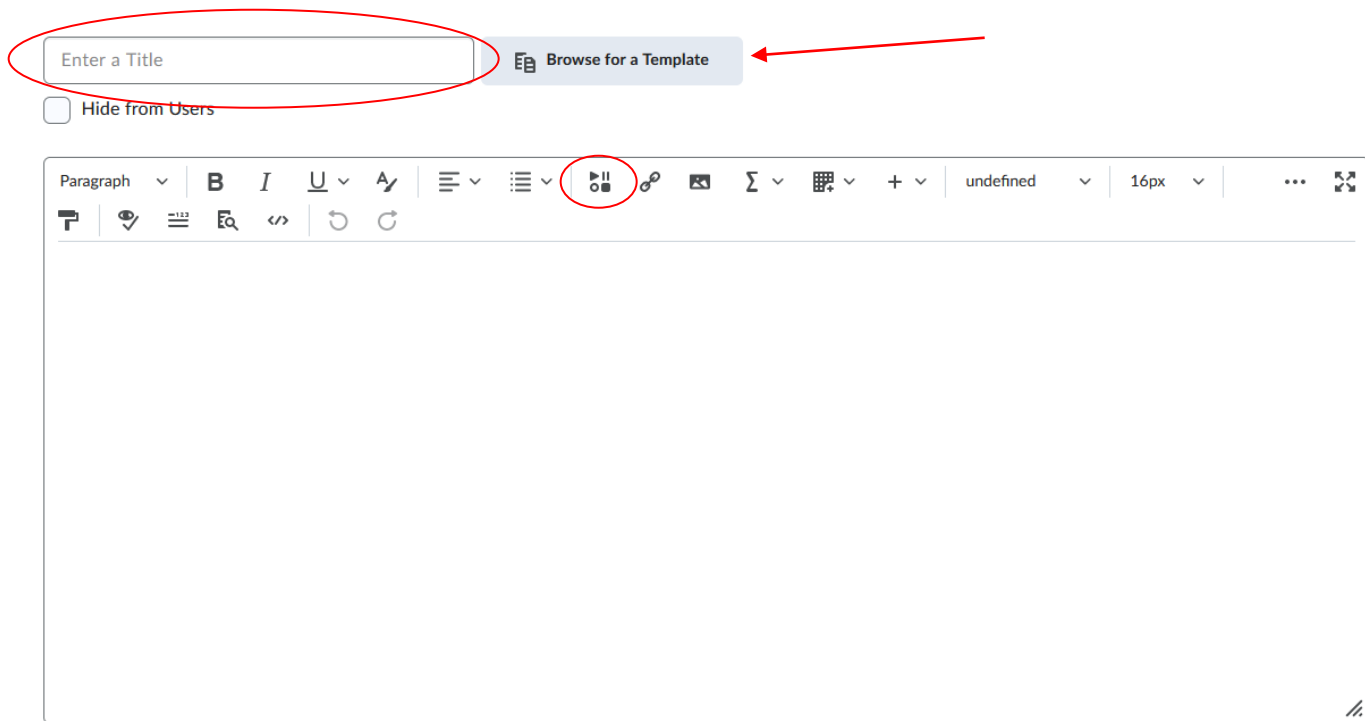 Enter a Title
Browse for a Template
Hide from Users
Paragraph B I U A undefined 16px